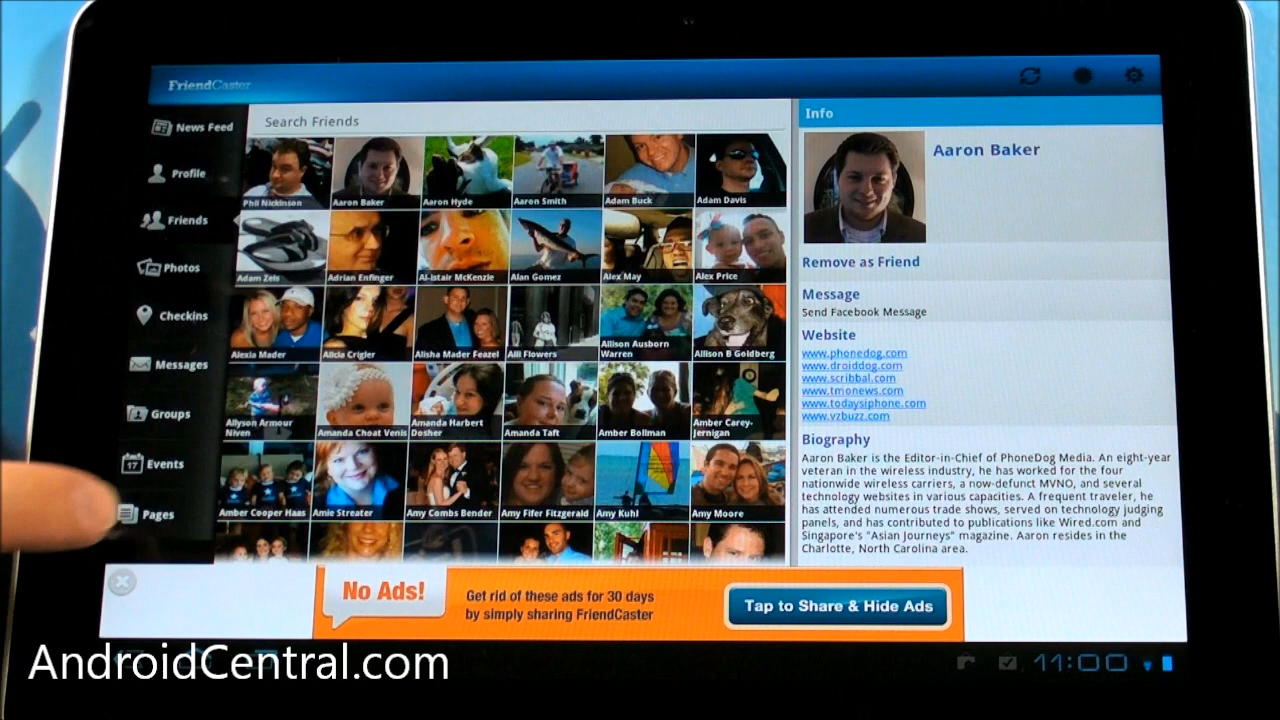 FriendCaster
News Feed
Profile
Friends
Photos
Checkins
Messages
Groups
17
Events
Pages
Search Friends
Phil Nickinson
Aaron Baker
Aaron Hyde
Aaron Smith
Adam Buck
Adam Davis
Adam Zeis
Adrian Enfinger
Al-istair McKenzie
Alan Gomez
Alex May
Alex Price
Alexia Mader
Alicia Crigler
Alisha Mader Feazel
Alli Flowers
Allison Ausborn
Warren
Allison B Goldberg
Allyson Armour
Niven
Amanda Choat Venis
Amanda Harbert
Dosher
Amanda Taft
Amber Bollman
Amber Carey-
Jernigan
Amber Cooper Haas
Amie Streater
Amy Combs Bender
Amy Fifer Fitzgerald
Amy Kuhl
Amy Moore
Info
Aaron Baker
Remove as Friend
Message
Send Facebook Message
Website
www.phonedog.com
www.droiddog.com
www.scribbal.com
www.tmonews.com
www.todaysiphone.com
www.vzbuzz.com
Biography
Aaron Baker is the Editor-in-Chief of PhoneDog Media. An eight-year
veteran in the wireless industry, he has worked for the four
nationwide wireless carriers, a now-defunct MVNO, and several
technology websites in various capacities. A frequent traveler, he
has attended numerous trade shows, served on technology judging
panels, and has contributed to publications like Wired.com and
Singapore's "Asian Journeys" magazine. Aaron resides in the
Charlotte, North Carolina area.
No Ads!
Get rid of these ads for 30 days
by simply sharing FriendCaster
Tap to Share & Hide Ads
AndroidCentral.com
11:00